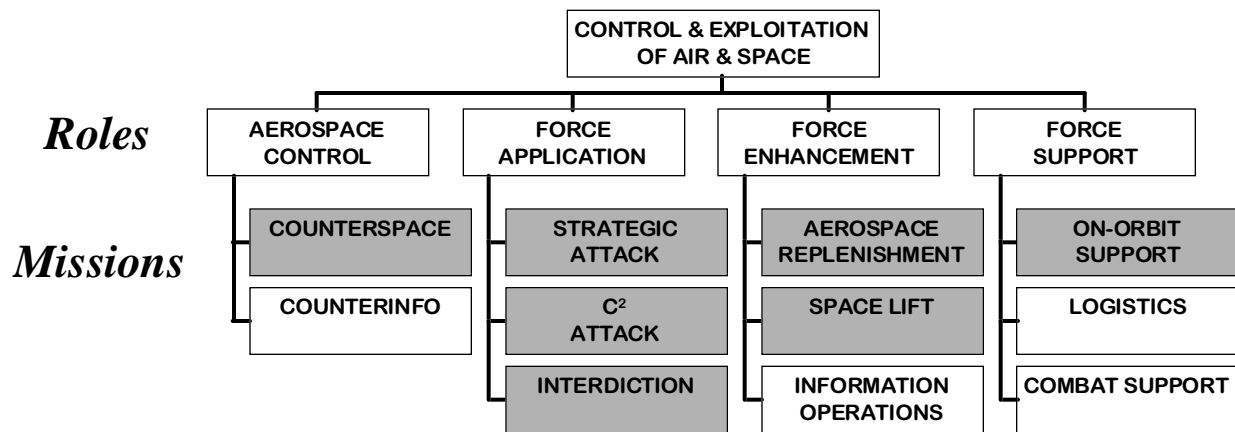 CONTROL & EXPLOITATION
OF AIR & SPACE
Roles
AEROSPACE
CONTROL
FORCE
APPLICATION
FORCE
ENHANCEMENT
FORCE
SUPPORT
Missions
COUNTERSPACE
STRATEGIC
ATTACK
AEROSPACE
REPLENISHMENT
ON-ORBIT
SUPPORT
COUNTERINFO
C²
ATTACK
SPACE LIFT
LOGISTICS
INTERDICTION
INFORMATION
OPERATIONS
COMBAT SUPPORT